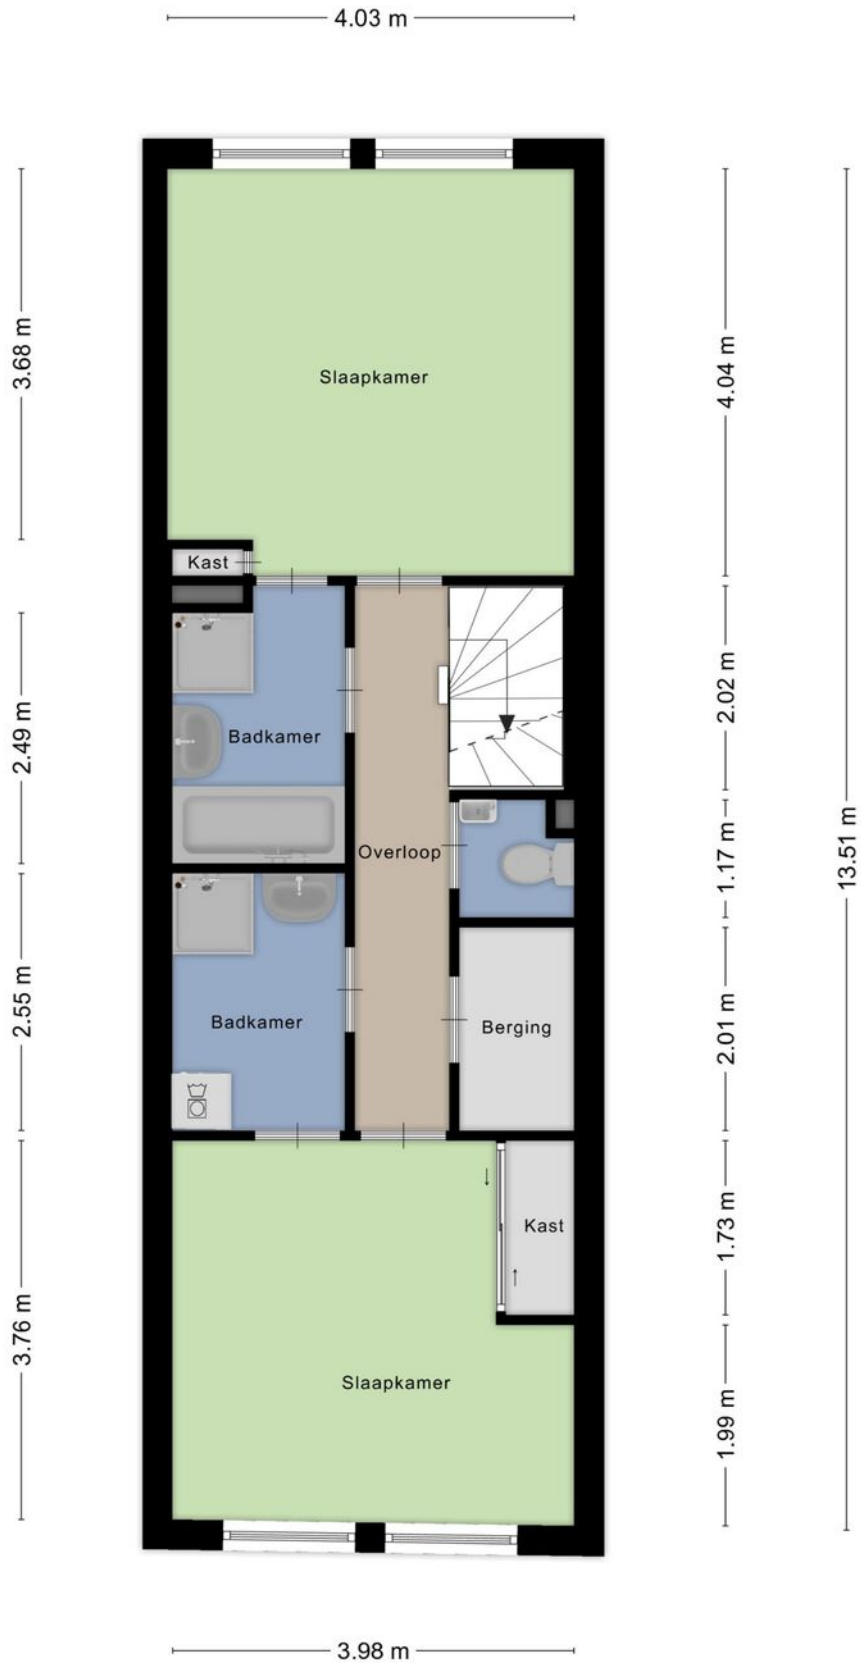 4.03 m
3.68 m
4.04 m
Slaapkamer
Kast
2.02 m
2.49 m
Badkamer
13.51 m
Overloop
1.17 m
2.55 m
Badkamer
Berging
2.01 m
Kast
1.73 m
3.76 m
Slaapkamer
1.99 m
3.98 m